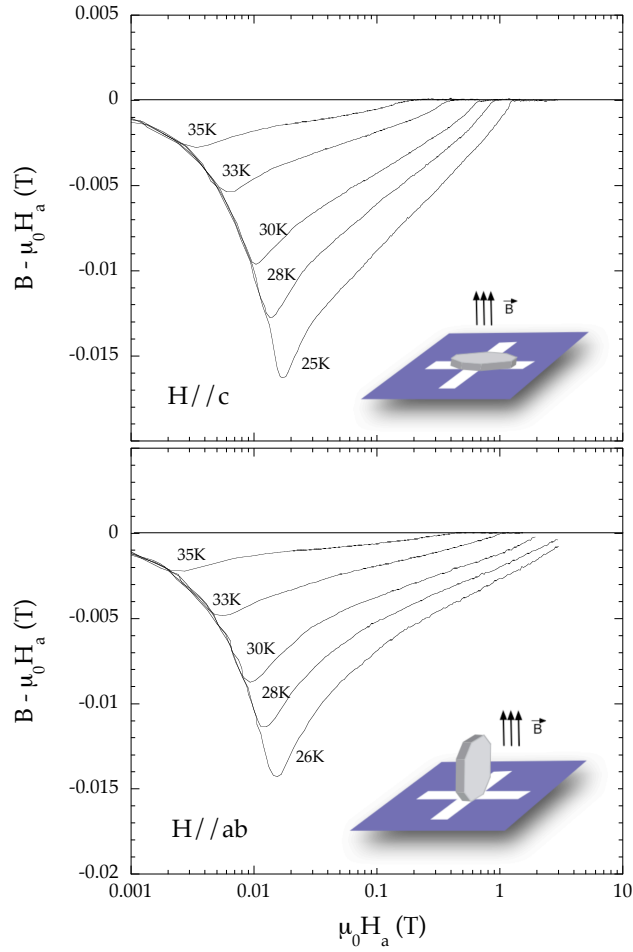 0.005
0
-0.005
-0.01
-0.015
B - μ₀Hₐ (T)
35K
33K
30K
28K
25K
B
H//c
0
-0.005
-0.01
-0.015
-0.02
B - μ₀Hₐ (T)
35K
33K
30K
28K
26K
B
H//ab
0.001 0.01 0.1 1 10
μ₀Hₐ (T)